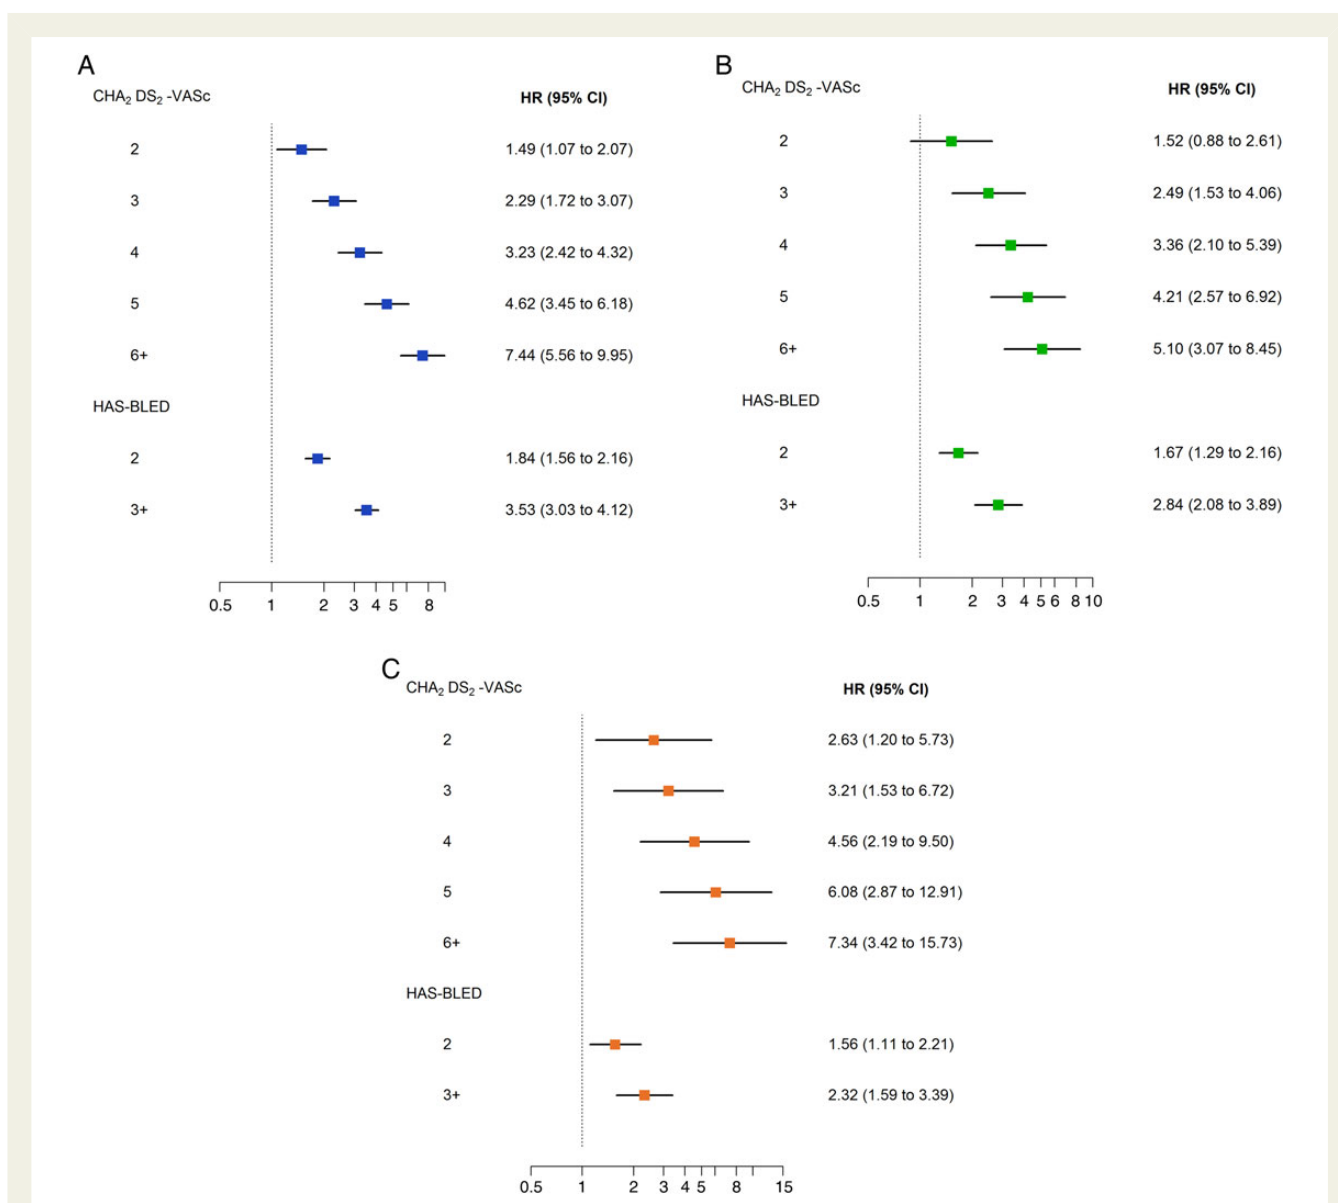 A
CHA₂ DS₂ -VASc HR (95% CI)
2 1.49 (1.07 to 2.07)
3 2.29 (1.72 to 3.07)
4 3.23 (2.42 to 4.32)
5 4.62 (3.45 to 6.18)
6+ 7.44 (5.56 to 9.95)
HAS-BLED
2 1.84 (1.56 to 2.16)
3+ 3.53 (3.03 to 4.12)
0.5 1 2 3 4 5 8
B
CHA₂ DS₂ -VASc HR (95% CI)
2 1.52 (0.88 to 2.61)
3 2.49 (1.53 to 4.06)
4 3.36 (2.10 to 5.39)
5 4.21 (2.57 to 6.92)
6+ 5.10 (3.07 to 8.45)
HAS-BLED
2 1.67 (1.29 to 2.16)
3+ 2.84 (2.08 to 3.89)
0.5 1 2 3 4 5 6 8 10
C
CHA₂ DS₂ -VASc HR (95% CI)
2 2.63 (1.20 to 5.73)
3 3.21 (1.53 to 6.72)
4 4.56 (2.19 to 9.50)
5 6.08 (2.87 to 12.91)
6+ 7.34 (3.42 to 15.73)
HAS-BLED
2 1.56 (1.11 to 2.21)
3+ 2.32 (1.59 to 3.39)
0.5 1 2 3 4 5 8 15